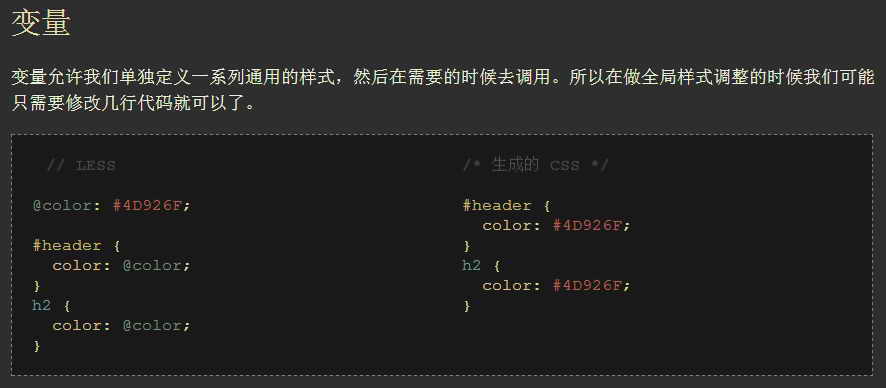 变量
变量允许我们单独定义一系列通用的样式，然后在需要的时候去调用。所以在做全局样式调整的时候我们可能
只需要修改几行代码就可以了。
// LESS
@color: #4D926F;
#header {
  color: @color;
}
h2 {
  color: @color;
}
/* 生成的 CSS */
#header {
  color: #4D926F;
}
h2 {
  color: #4D926F;
}